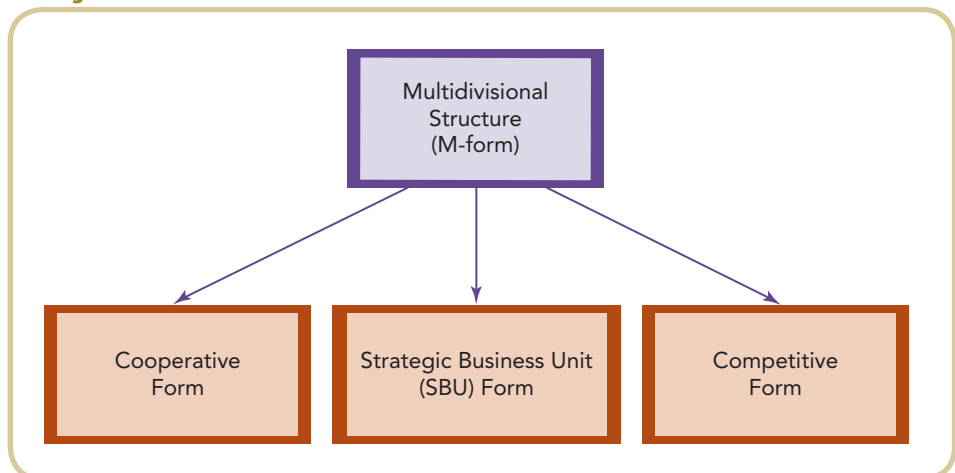 Multidivisional
Structure
(M-form)
Cooperative
Form
Strategic Business Unit
(SBU) Form
Competitive
Form